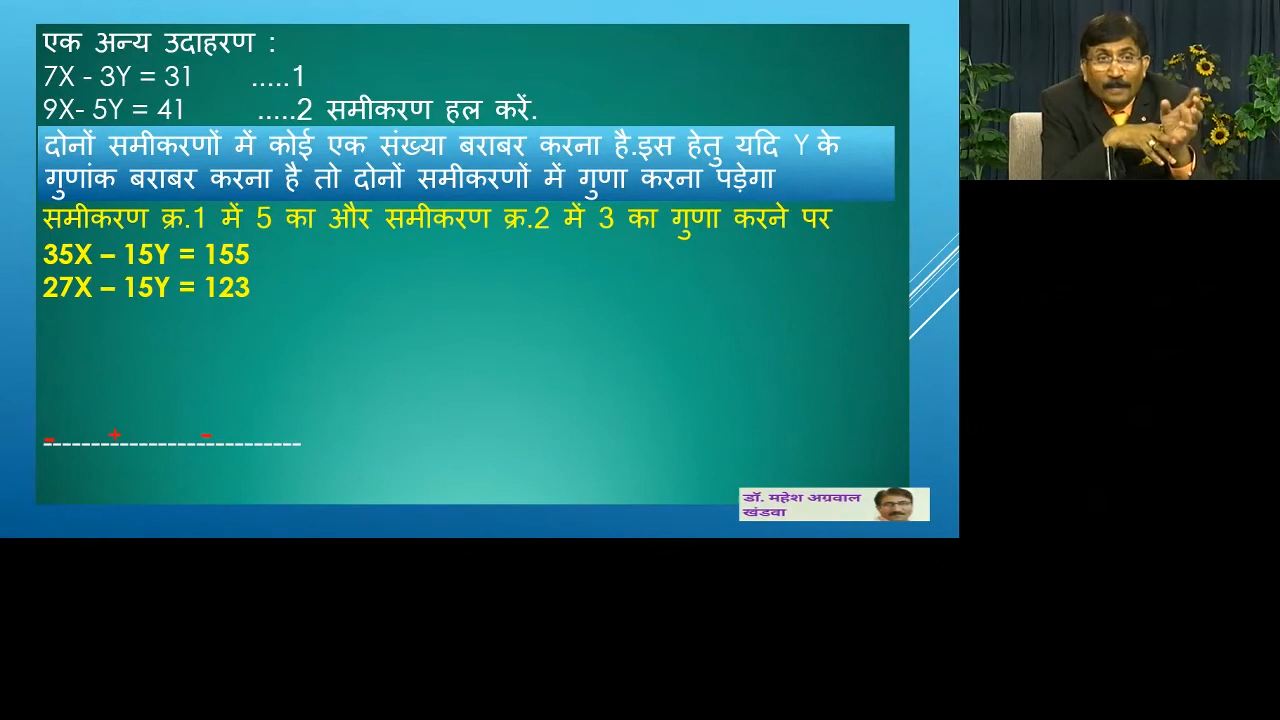 एक अन्य उदाहरण :
7X - 3Y = 31 .....1
9X- 5Y = 41 .....2 समीकरण हल करें.
दोनों समीकरणों में कोई एक संख्या बराबर करना है.इस हेतु यदि Y के
गुणांक बराबर करना है तो दोनों समीकरणों में गुणा करना पड़ेगा
समीकरण क्र.1 में 5 का और समीकरण क्र.2 में 3 का गुणा करने पर
35X – 15Y = 155
27X – 15Y = 123
- + -
---------------------------
डॉ. महेश अग्रवाल
खंडवा